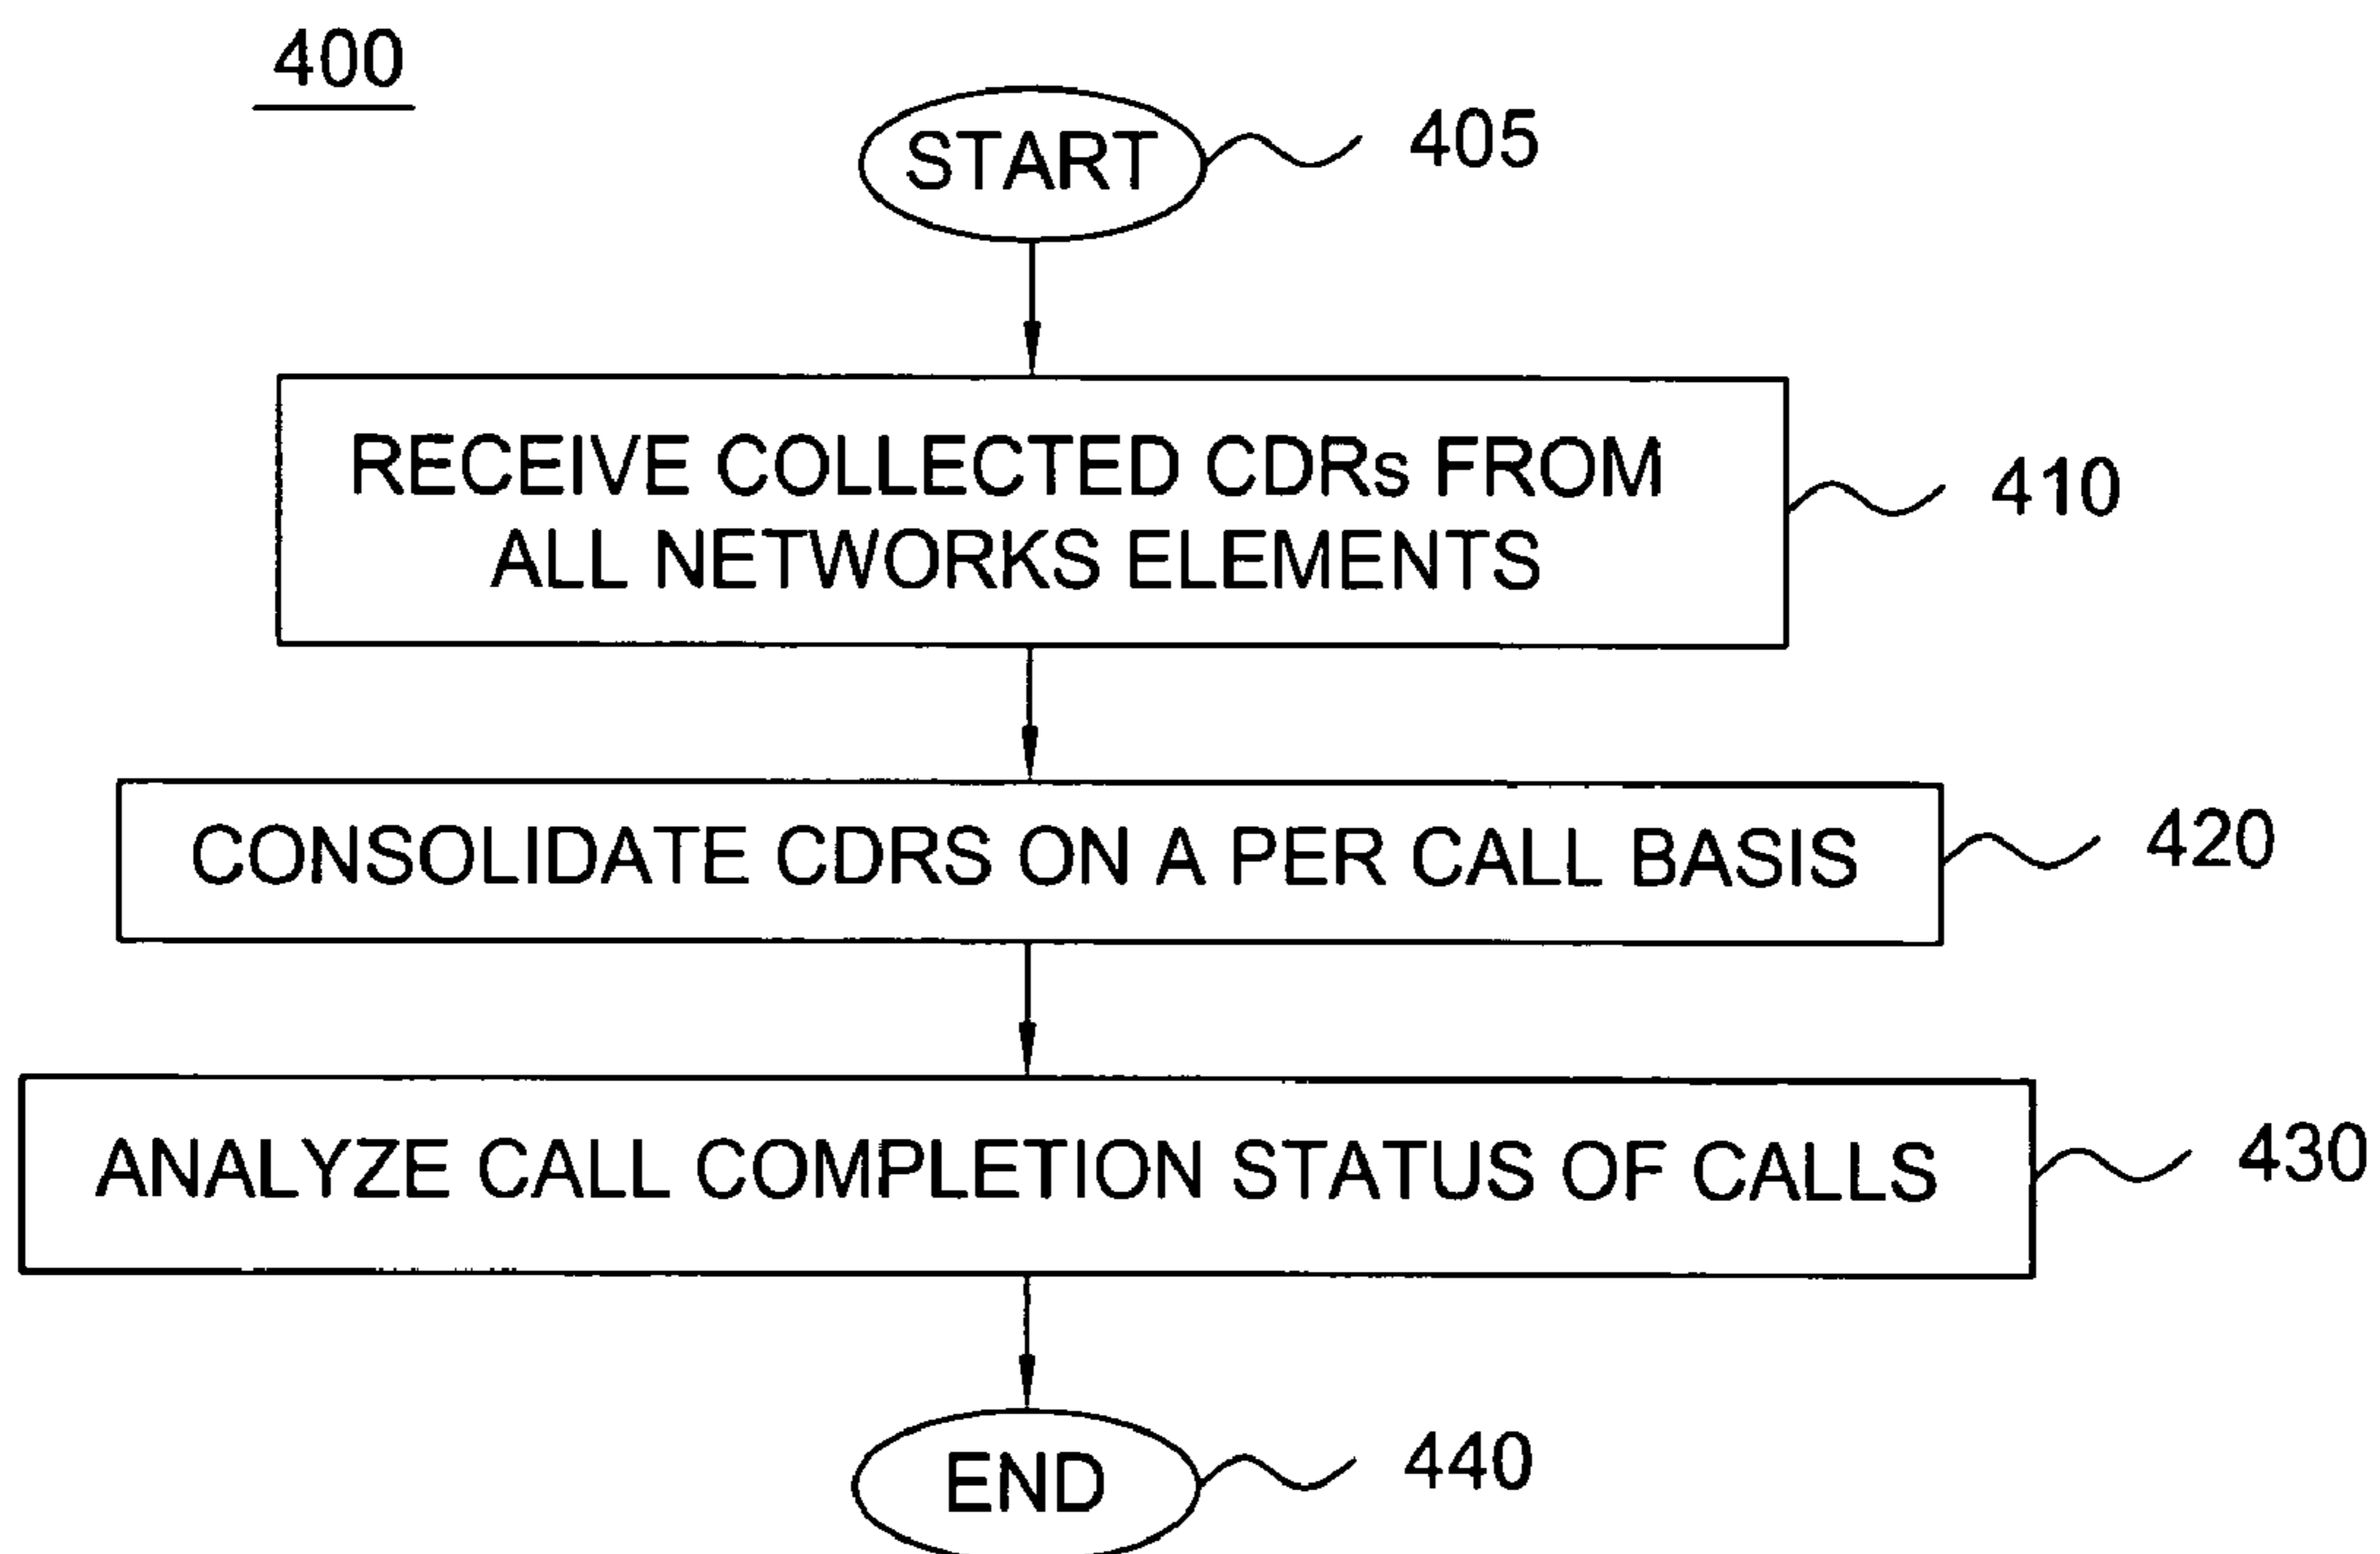 400
START
405
RECEIVE COLLECTED CDRs FROM
ALL NETWORKS ELEMENTS
410
CONSOLIDATE CDRS ON A PER CALL BASIS
420
ANALYZE CALL COMPLETION STATUS OF CALLS
430
END
440